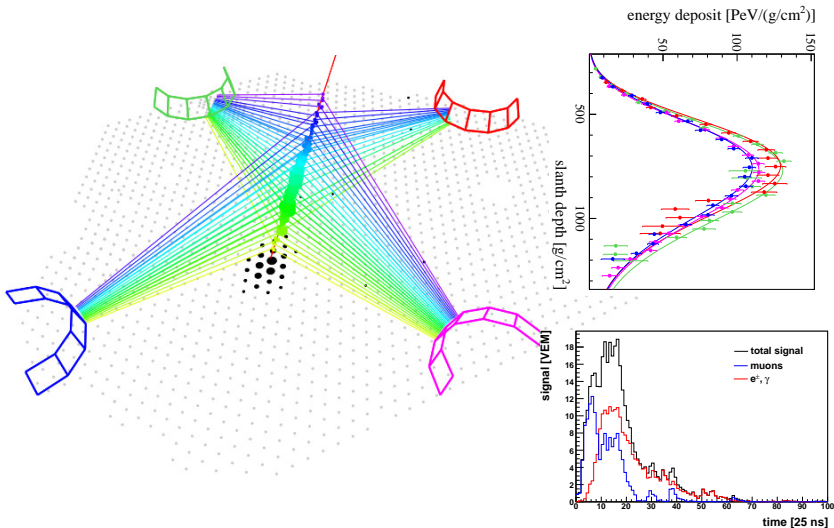 energy deposit [PeV/(g/cm²)]
50 100 150
500
1000
slanth depth [g/cm²]
signal [VEM]
18
16
14
12
10
8
6
4
2
0
total signal
muons
e±, γ
0 10 20 30 40 50 60 70 80 90 100
time [25 ns]